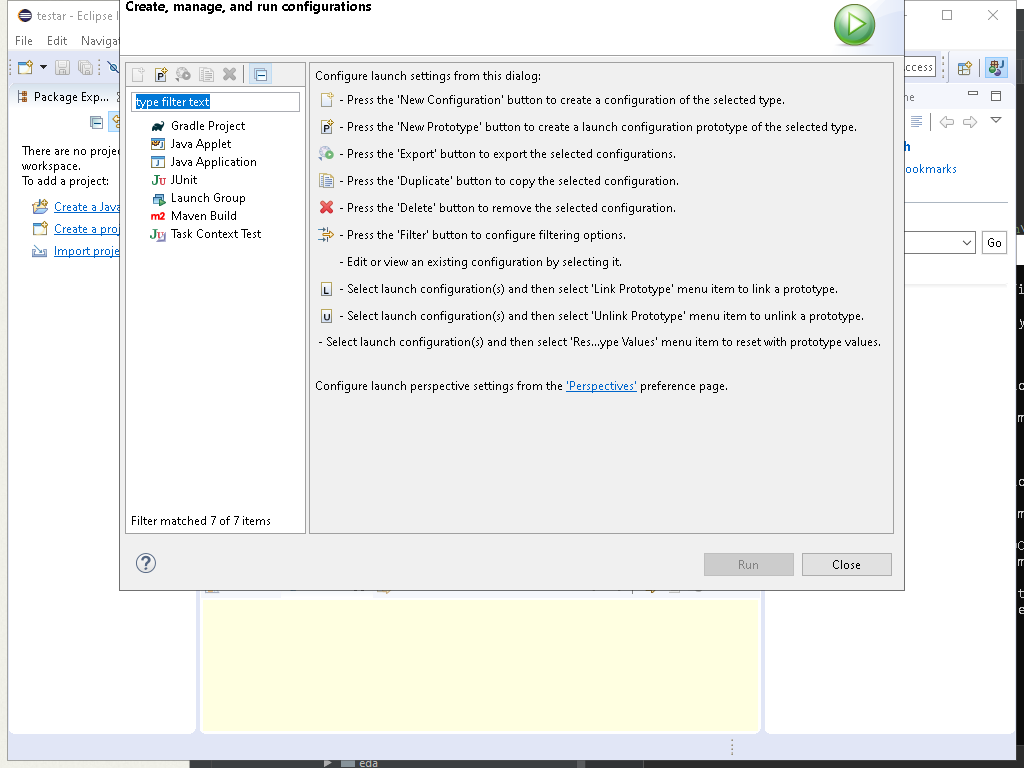 Create, manage, and run configurations
testar - Eclipse I
File Edit Navigat
Package Exp...
There are no projec
workspace.
To add a project:
Create a Java
Create a proj
Import proje
type filter text
Gradle Project
Java Applet
Java Application
JUnit
Launch Group
Maven Build
Task Context Test
Filter matched 7 of 7 items
Configure launch settings from this dialog:
- Press the 'New Configuration' button to create a configuration of the selected type.
- Press the 'New Prototype' button to create a launch configuration prototype of the selected type.
- Press the 'Export' button to export the selected configurations.
- Press the 'Duplicate' button to copy the selected configuration.
- Press the 'Delete' button to remove the selected configuration.
- Press the 'Filter' button to configure filtering options.
- Edit or view an existing configuration by selecting it.
- Select launch configuration(s) and then select 'Link Prototype' menu item to link a prototype.
- Select launch configuration(s) and then select 'Unlink Prototype' menu item to unlink a prototype.
- Select launch configuration(s) and then select 'Res...ype Values' menu item to reset with prototype values.
Configure launch perspective settings from the 'Perspectives' preference page.
Run
Close
ccess
ne
h
ookmarks
Go
eda